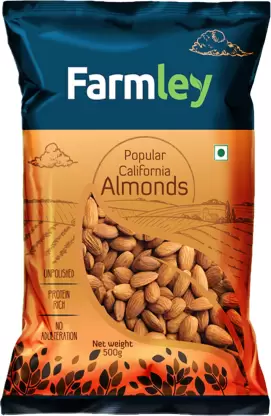 Farmley
Popular
California
Almonds
UNPOLISHED
PROTEIN
RICH
NO
ADULTERATION
Net weight
500g